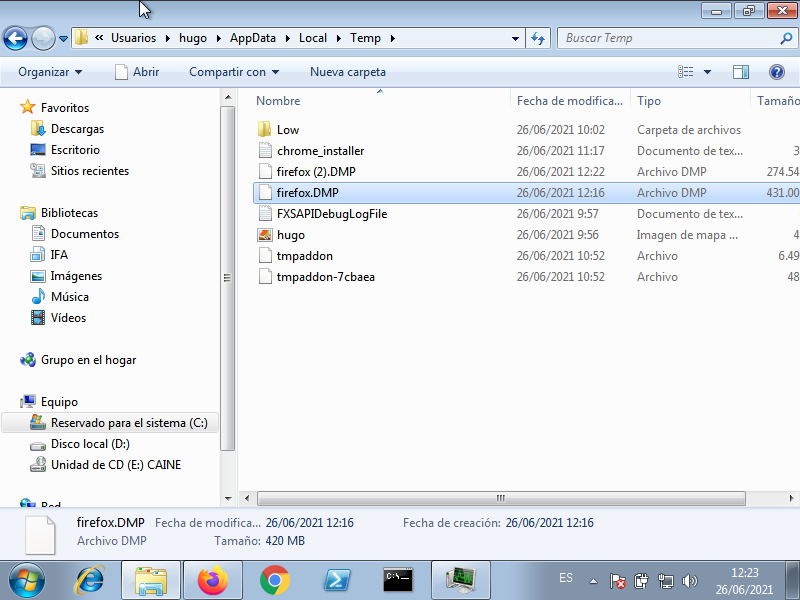 « Usuarios hugo AppData Local Temp
Buscar Temp
Organizar Abrir Compartir con Nueva carpeta
Nombre Fecha de modifica... Tipo Tamaño
Favoritos
Descargas
Escritorio
Sitios recientes
Bibliotecas
Documentos
IFA
Imágenes
Música
Vídeos
Grupo en el hogar
Equipo
Reservado para el sistema (C:)
Disco local (D:)
Unidad de CD (E:) CAINE
Red
Low 26/06/2021 10:02 Carpeta de archivos
chrome_installer 26/06/2021 11:17 Documento de tex... 3
firefox (2).DMP 26/06/2021 12:22 Archivo DMP 274.54
firefox.DMP 26/06/2021 12:16 Archivo DMP 431.00
FXSAPIDebugLogFile 26/06/2021 9:57 Documento de tex...
hugo 26/06/2021 9:56 Imagen de mapa ... 4
tmpaddon 26/06/2021 10:52 Archivo 6.49
tmpaddon-7cbaea 26/06/2021 10:52 Archivo 48
firefox.DMP Fecha de modifica... 26/06/2021 12:16 Fecha de creación: 26/06/2021 12:16
Archivo DMP Tamaño: 420 MB
C:\_
ES
12:23
26/06/2021